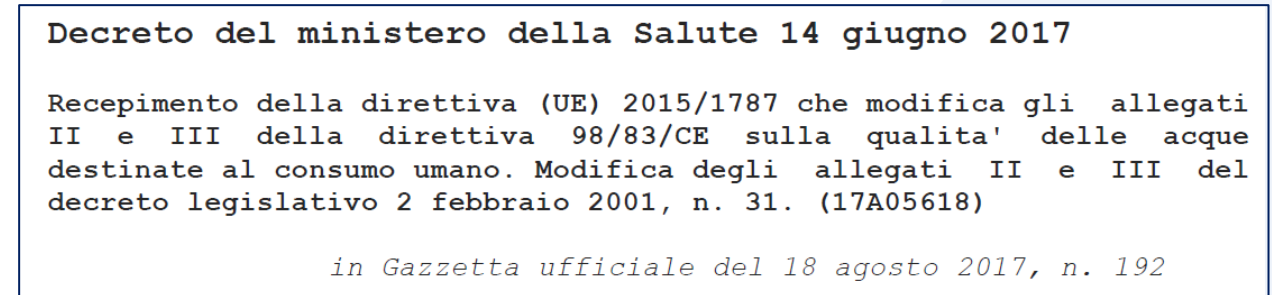 Decreto del ministero della Salute 14 giugno 2017
Recepimento della direttiva (UE) 2015/1787 che modifica gli allegati
II e III della direttiva 98/83/CE sulla qualita' delle acque
destinate al consumo umano. Modifica degli allegati II e III del
decreto legislativo 2 febbraio 2001, n. 31. (17A05618)
in Gazzetta ufficiale del 18 agosto 2017, n. 192